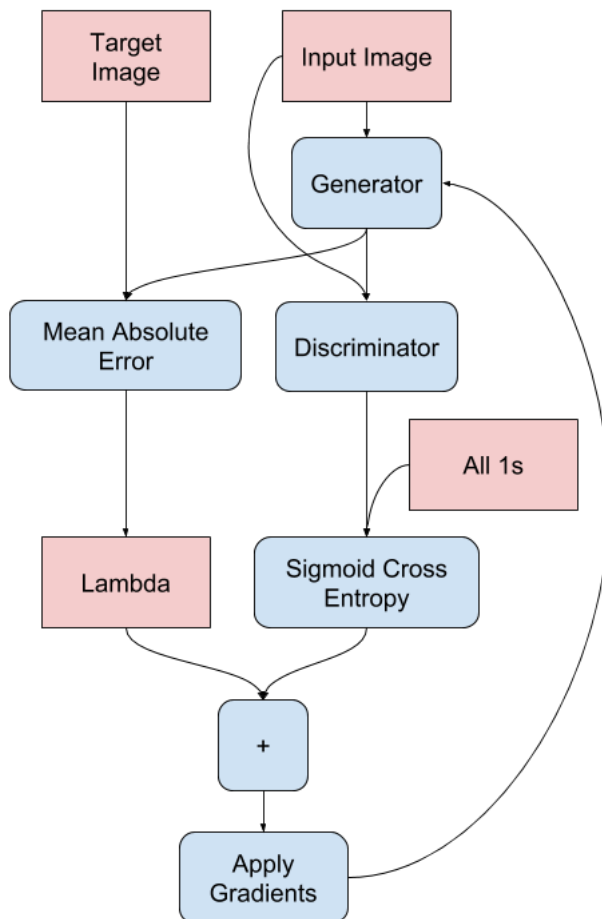 Target
Image
Input Image
Generator
Mean Absolute
Error
Discriminator
All 1s
Lambda
Sigmoid Cross
Entropy
+
Apply
Gradients